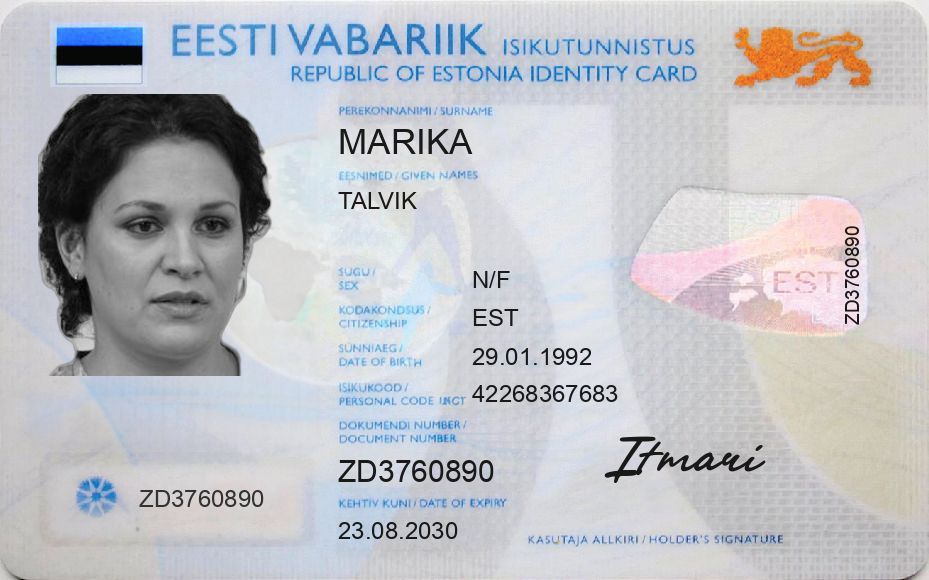 EESTI VABARIIK ISIKUTUNNISTUS
REPUBLIC OF ESTONIA IDENTITY CARD
PEREKONNANIMI / SURNAME
MARIKA
EESNIMED / GIVEN NAMES
TALVIK
SUGU /
SEX
N/F
KODAKONDSUS /
CITIZENSHIP
EST
SÜNNIAEG /
DATE OF BIRTH
29.01.1992
ISIKUKOOD /
PERSONAL CODE
42268367683
DOKUMENDI NUMBER /
DOCUMENT NUMBER
ZD3760890
KEHTIV KUNI / DATE OF EXPIRY
23.08.2030
ZD3760890
EST
ZD3760890
Itmari
KASUTAJA ALLKIRI / HOLDER'S SIGNATURE